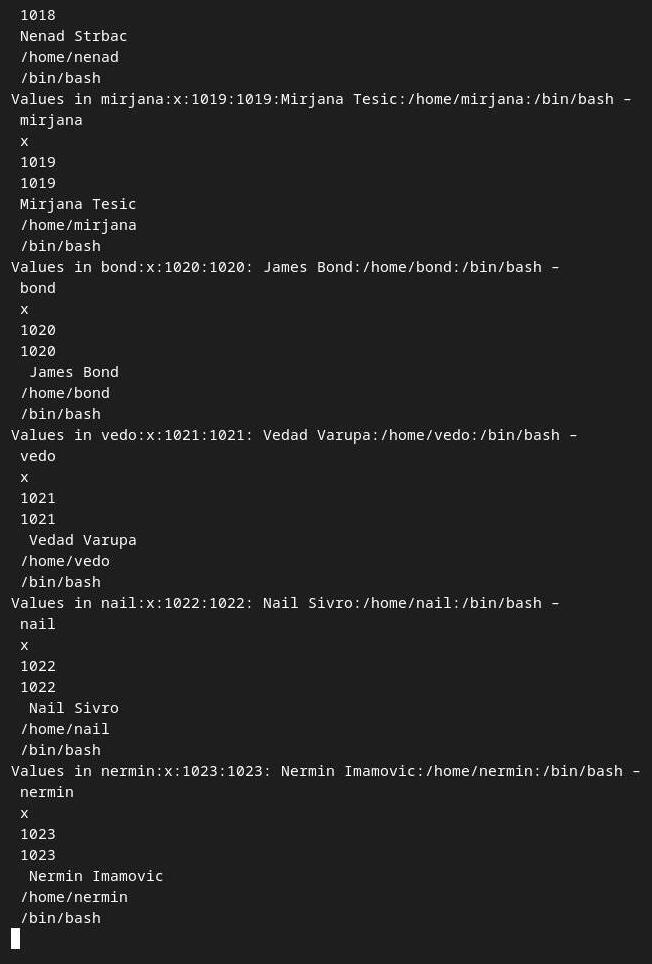 1018
Nenad Strbac
/home/nenad
/bin/bash
Values in mirjana:x:1019:1019:Mirjana Tesic:/home/mirjana:/bin/bash –
mirjana
x
1019
1019
Mirjana Tesic
/home/mirjana
/bin/bash
Values in bond:x:1020:1020: James Bond:/home/bond:/bin/bash –
bond
x
1020
1020
James Bond
/home/bond
/bin/bash
Values in vedo:x:1021:1021: Vedad Varupa:/home/vedo:/bin/bash –
vedo
x
1021
1021
Vedad Varupa
/home/vedo
/bin/bash
Values in nail:x:1022:1022: Nail Sivro:/home/nail:/bin/bash –
nail
x
1022
1022
Nail Sivro
/home/nail
/bin/bash
Values in nermin:x:1023:1023: Nermin Imamovic:/home/nermin:/bin/bash –
nermin
x
1023
1023
Nermin Imamovic
/home/nermin
/bin/bash